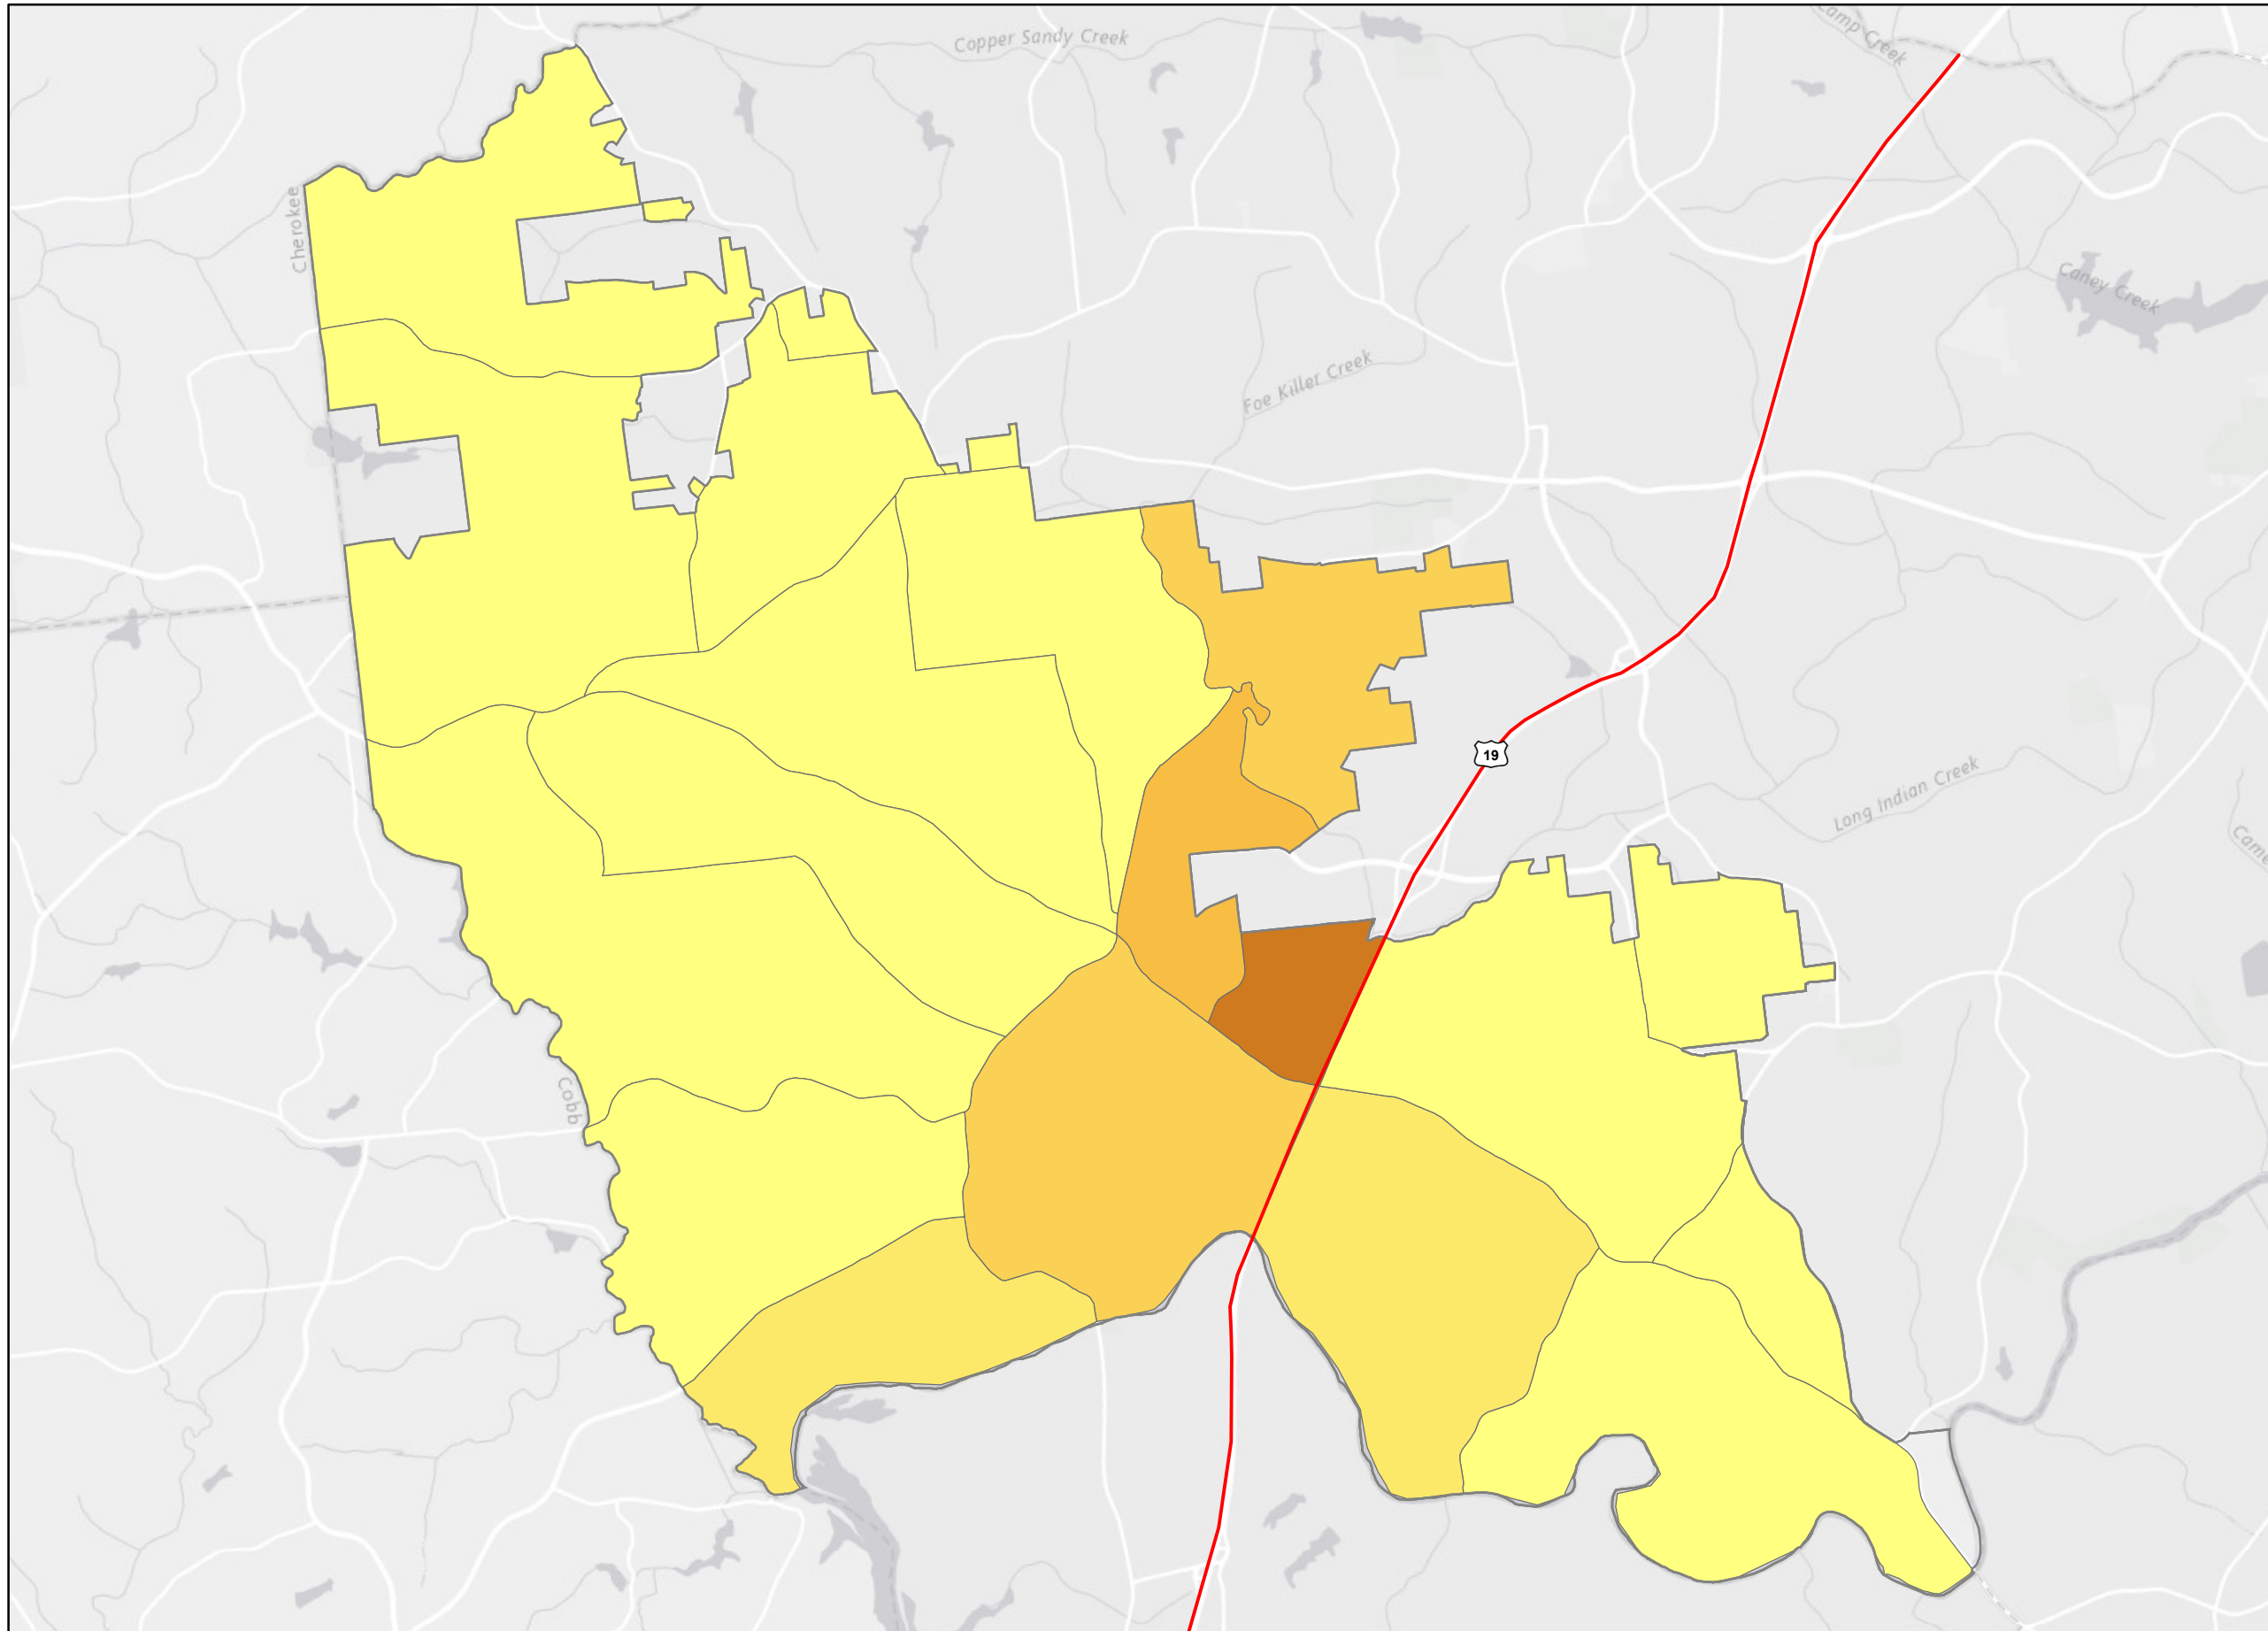 Copper Sandy Creek
Camp Creek
Cherokee
Caney Creek
Foe Killer Creek
19
Long Indian Creek
Cobb